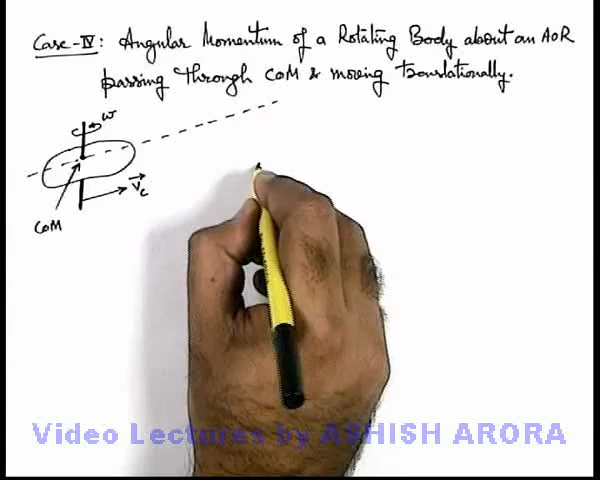 Case-IV: Angular Momentum of a Rotating Body about an AOR
passing through CoM & moving translationally.
ω
C
V⃗c
CoM
Video Lectures by ASHISH ARORA